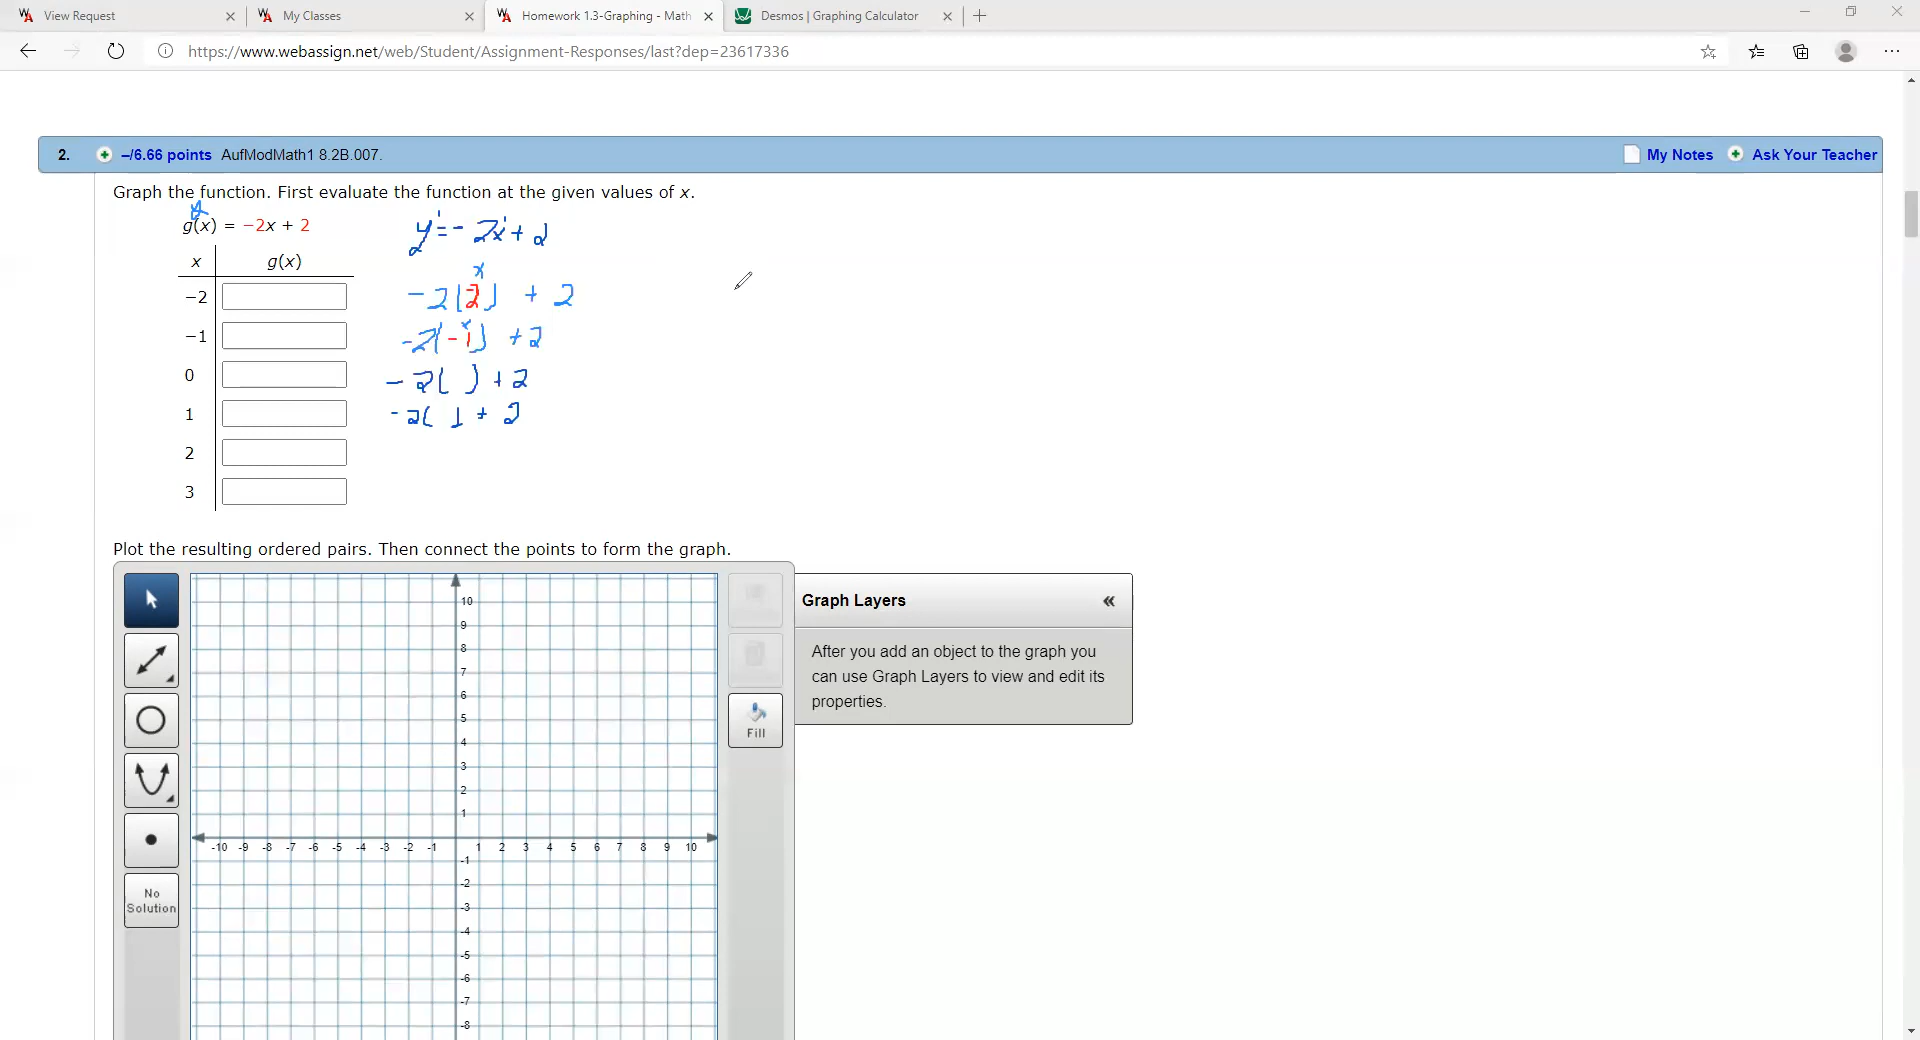 View Request
My Classes
Homework 1.3-Graphing - Math
Desmos | Graphing Calculator
https://www.webassign.net/web/Student/Assignment-Responses/last?dep=23617336
2. –/6.66 points AufModMath1 8.2B.007.
My Notes Ask Your Teacher
Graph the function. First evaluate the function at the given values of x.
g(x) = −2x + 2
y = - 2x + 2
x g(x)
x
−2
- 2(2) + 2
−1
-2(-1) + 2
0
- 2( ) + 2
1
-2( ) + 2
2
3
Plot the resulting ordered pairs. Then connect the points to form the graph.
10
9
8
7
6
5
4
3
2
1
-10 -9 -8 -7 -6 -5 -4 -3 -2 -1 1 2 3 4 5 6 7 8 9 10
-1
-2
-3
-4
-5
-6
-7
-8
No
Solution
Fill
Graph Layers
After you add an object to the graph you
can use Graph Layers to view and edit its
properties.